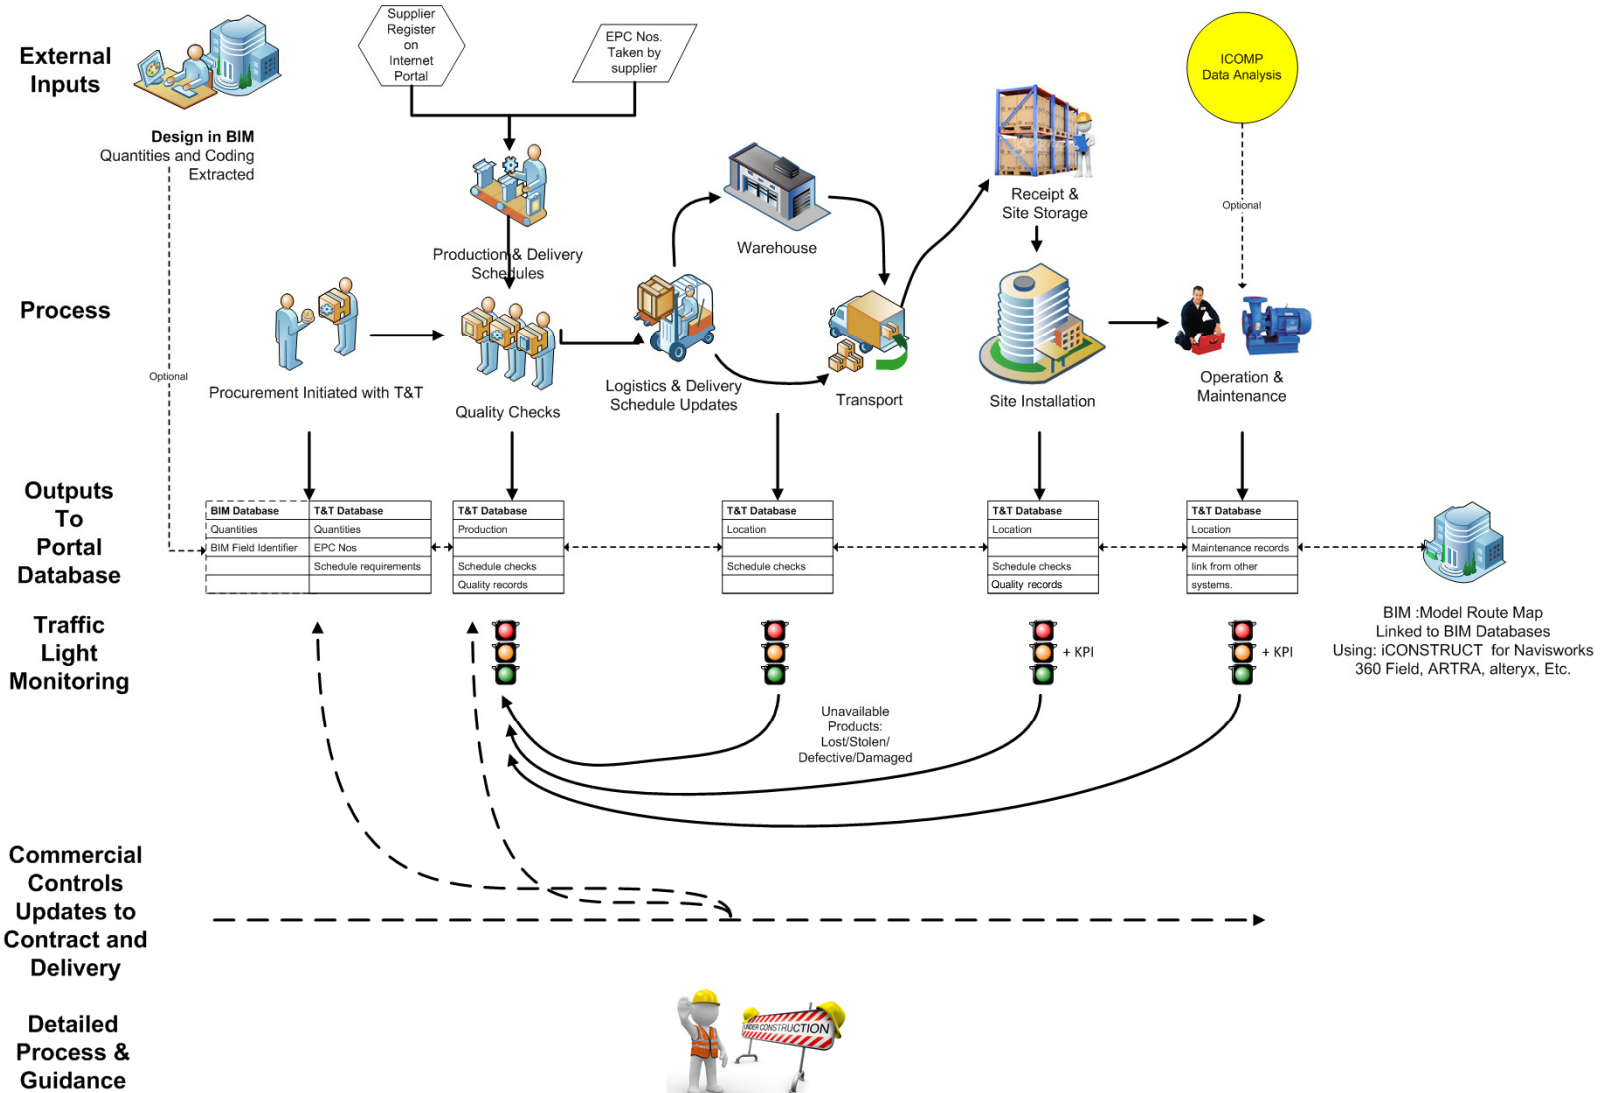 External
Inputs
Design in BIM
Quantities and Coding
Extracted
Supplier
Register
on
Internet
Portal
EPC Nos.
Taken by
supplier
ICOMP
Data Analysis
Optional
Process
Optional
Procurement Initiated with T&T
Production & Delivery
Schedules
Quality Checks
Logistics & Delivery
Schedule Updates
Warehouse
Transport
Receipt &
Site Storage
Site Installation
Operation &
Maintenance
Outputs
To
Portal
Database
BIM Database
Quantities
BIM Field Identifier
T&T Database
Quantities
EPC Nos
Schedule requirements
T&T Database
Production
Schedule checks
Quality records
T&T Database
Location
Schedule checks
T&T Database
Location
Schedule checks
Quality records
T&T Database
Location
Maintenance records
link from other
systems.
BIM :Model Route Map
Linked to BIM Databases
Using: iCONSTRUCT for Navisworks
360 Field, ARTRA, alteryx, Etc.
Traffic
Light
Monitoring
+ KPI
+ KPI
Unavailable
Products:
Lost/Stolen/
Defective/Damaged
Commercial
Controls
Updates to
Contract and
Delivery
Detailed
Process &
Guidance
UNDER CONSTRUCTION